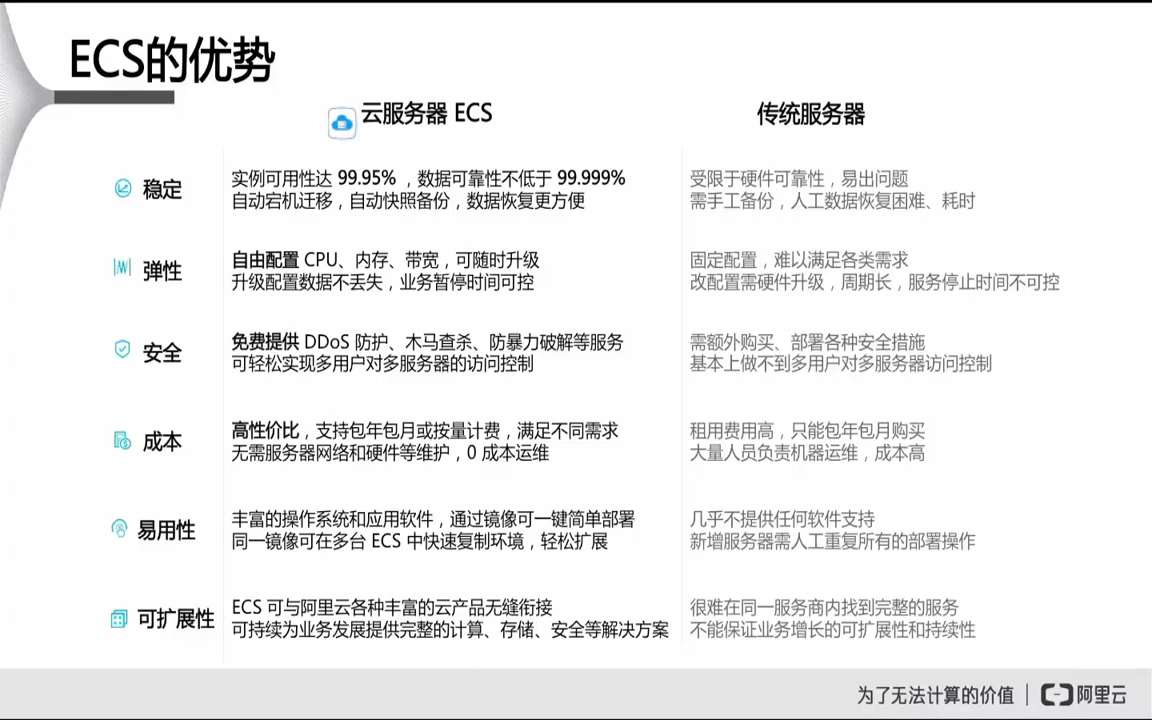 ECS的优势
云服务器 ECS
传统服务器
稳定
实例可用性达 99.95% ，数据可靠性不低于 99.999%
自动宕机迁移，自动快照备份，数据恢复更方便
受限于硬件可靠性，易出问题
需手工备份，人工数据恢复困难、耗时
弹性
自由配置 CPU、内存、带宽，可随时升级
升级配置数据不丢失，业务暂停时间可控
固定配置，难以满足各类需求
改配置需硬件升级，周期长，服务停止时间不可控
安全
免费提供 DDoS 防护、木马查杀、防暴力破解等服务
可轻松实现多用户对多服务器的访问控制
需额外购买、部署各种安全措施
基本上做不到多用户对多服务器访问控制
成本
高性价比，支持包年包月或按量计费，满足不同需求
无需服务器网络和硬件等维护，0 成本运维
租用费用高，只能包年包月购买
大量人员负责机器运维，成本高
易用性
丰富的操作系统和应用软件，通过镜像可一键简单部署
同一镜像可在多台 ECS 中快速复制环境，轻松扩展
几乎不提供任何软件支持
新增服务器需人工重复所有的部署操作
可扩展性
ECS 可与阿里云各种丰富的云产品无缝衔接
可持续为业务发展提供完整的计算、存储、安全等解决方案
很难在同一服务商内找到完整的服务
不能保证业务增长的可扩展性和持续性
为了无法计算的价值 | 阿里云